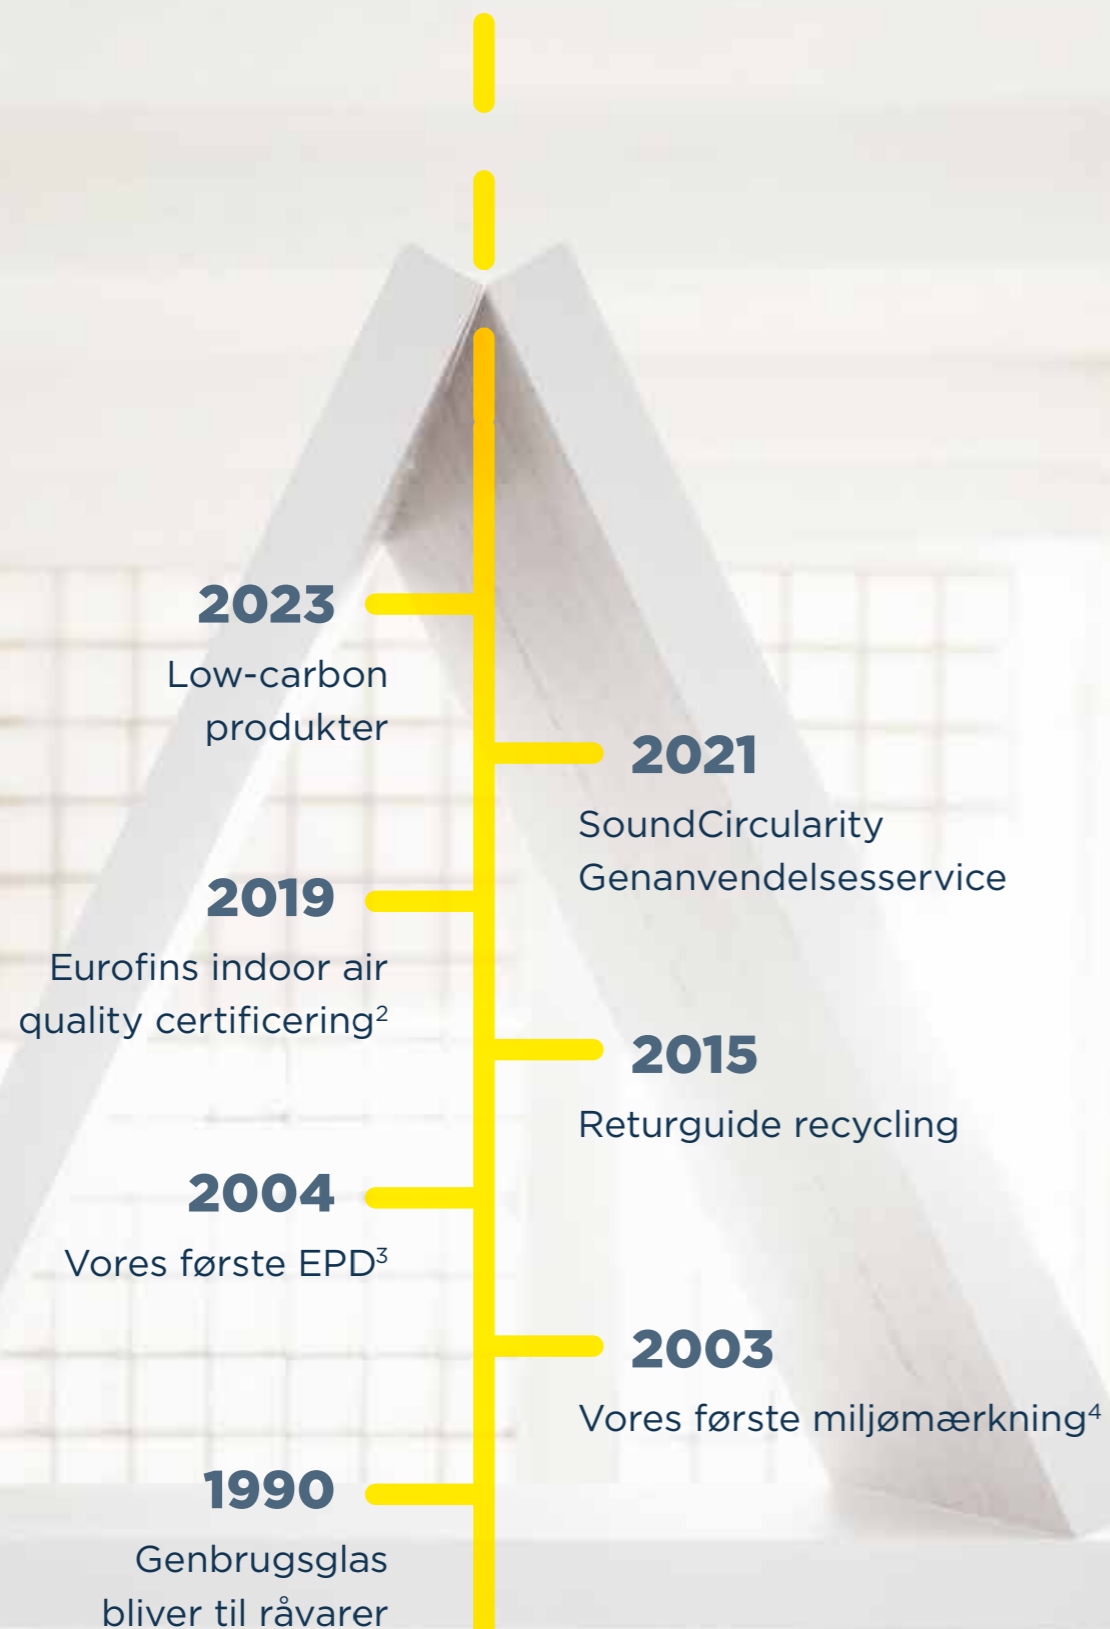 2023
Low-carbon
produkter
2021
SoundCircularity
Genanvendelsesservice
2019
Eurofins indoor air
quality certificering²
2015
Returguide recycling
2004
Vores første EPD³
2003
Vores første miljømærkning⁴
1990
Genbrugsglas
bliver til råvarer